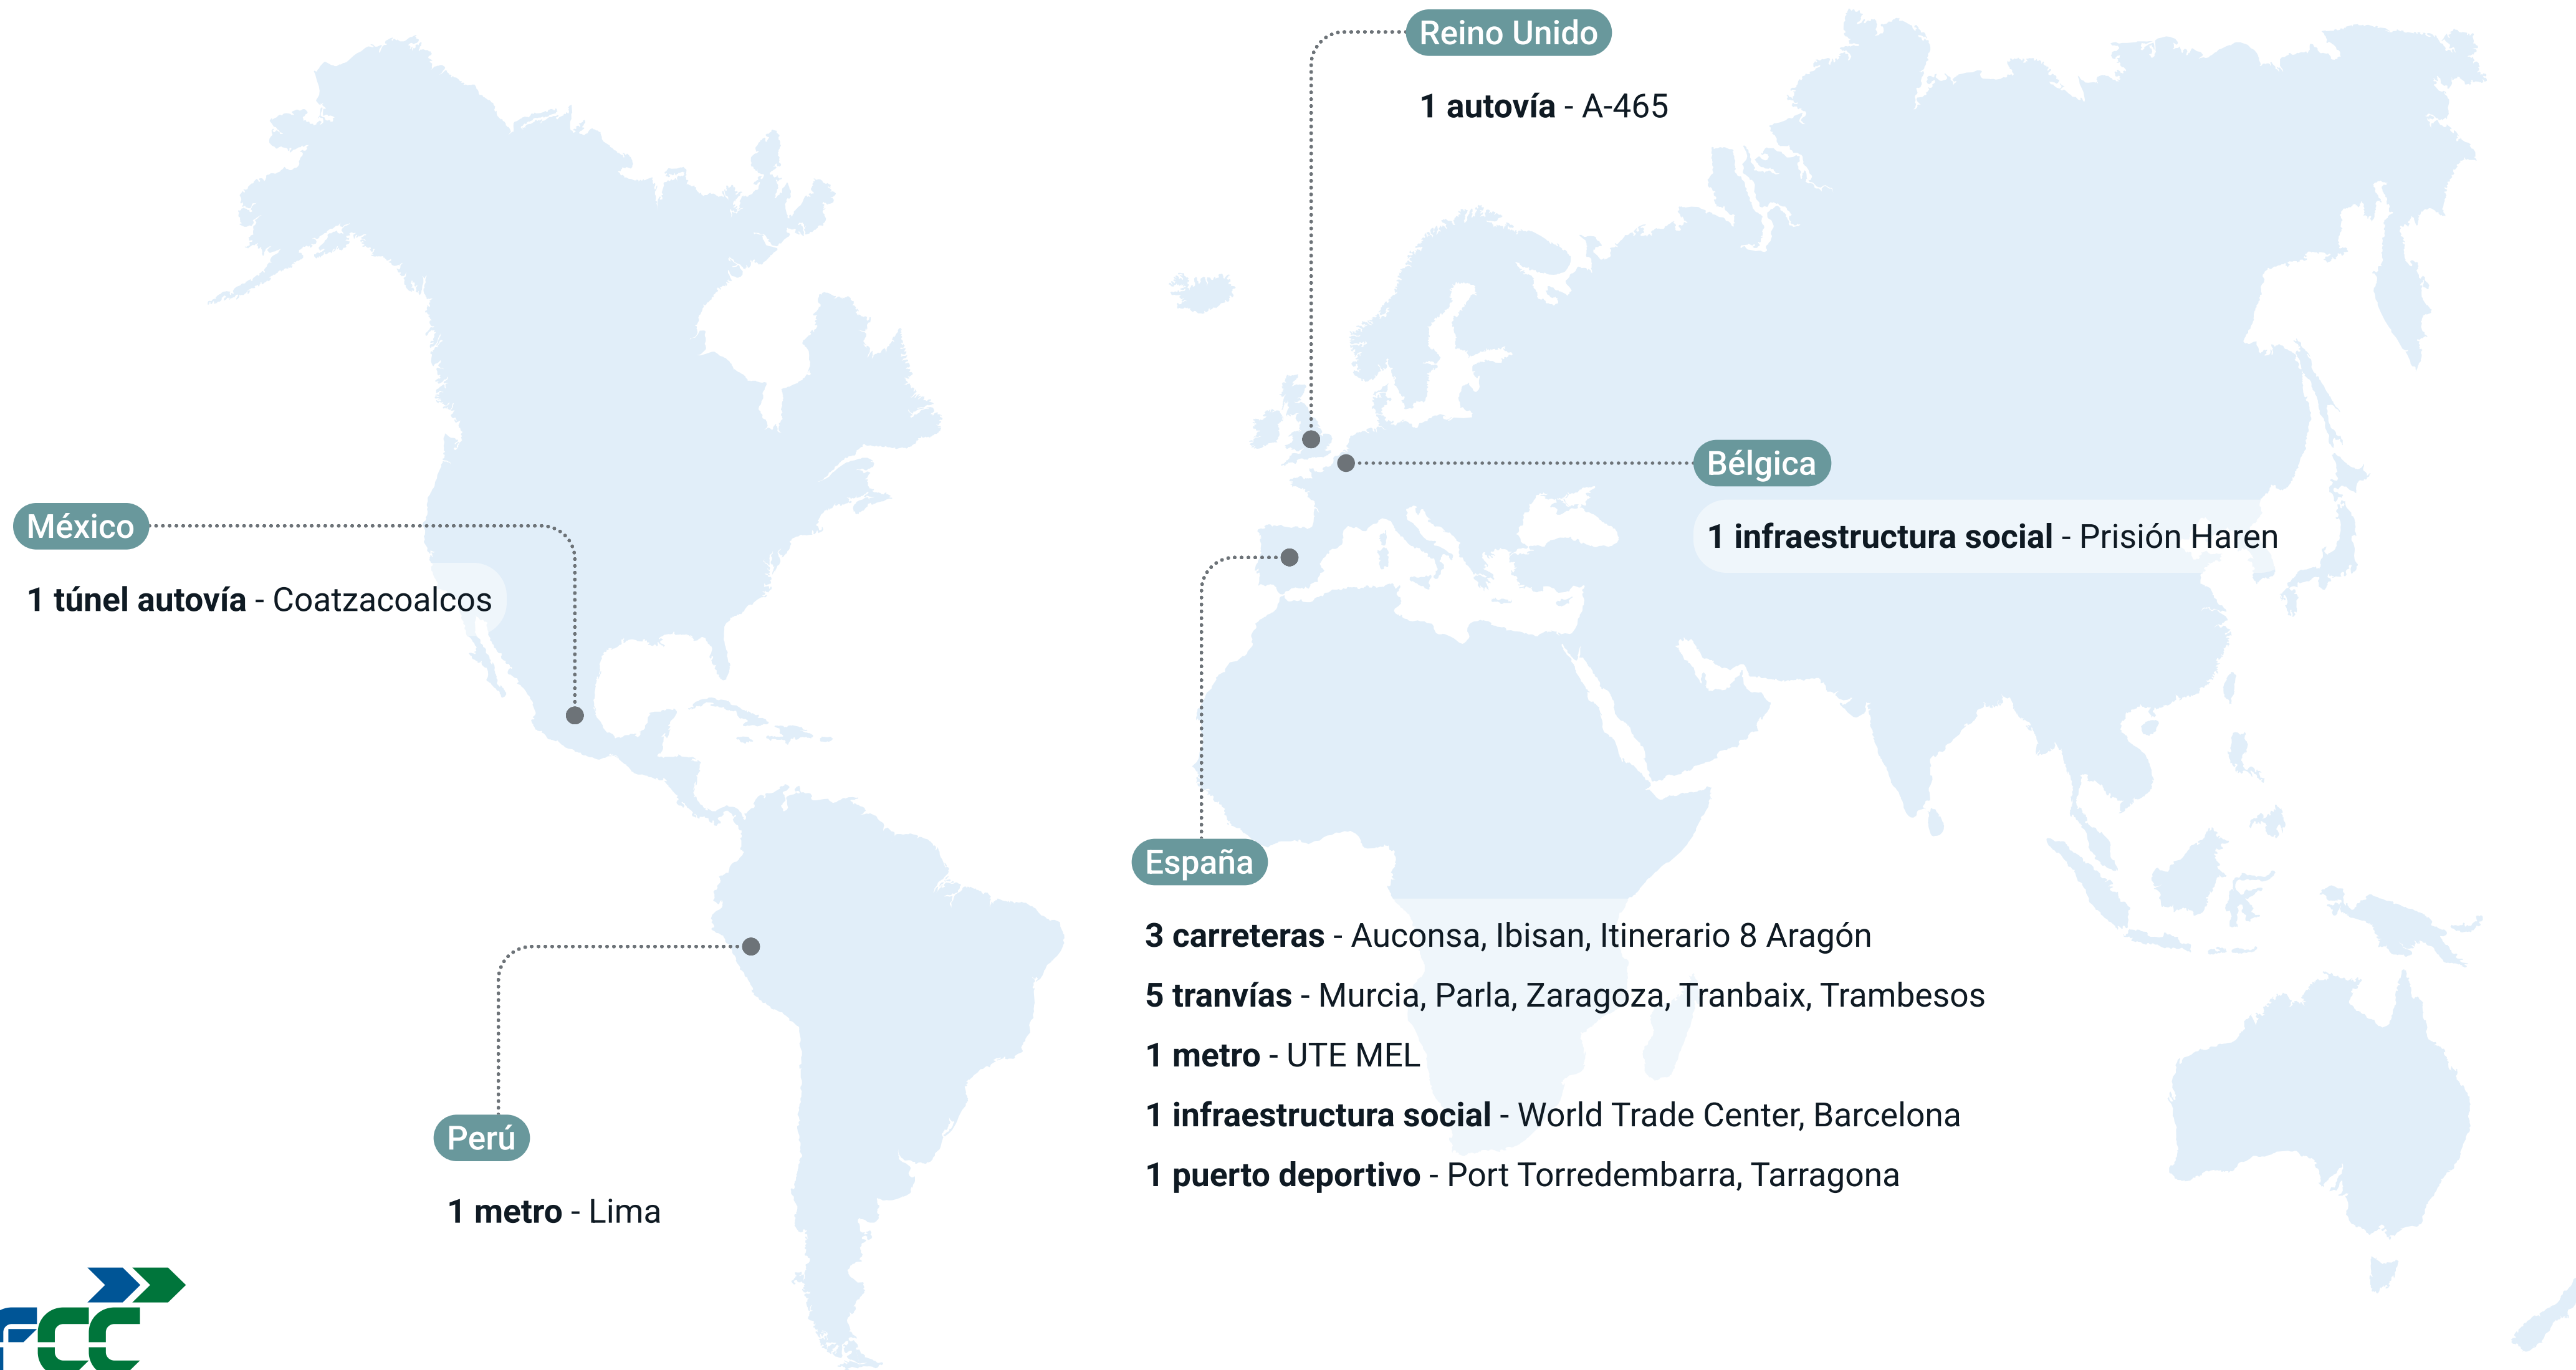 Reino Unido
1 autovía - A-465
Bélgica
1 infraestructura social - Prisión Haren
México
1 túnel autovía - Coatzacoalcos
España
3 carreteras - Auconsa, Ibisan, Itinerario 8 Aragón
5 tranvías - Murcia, Parla, Zaragoza, Tranbaix, Trambesos
1 metro - UTE MEL
1 infraestructura social - World Trade Center, Barcelona
1 puerto deportivo - Port Torredembarra, Tarragona
Perú
1 metro - Lima
FCC